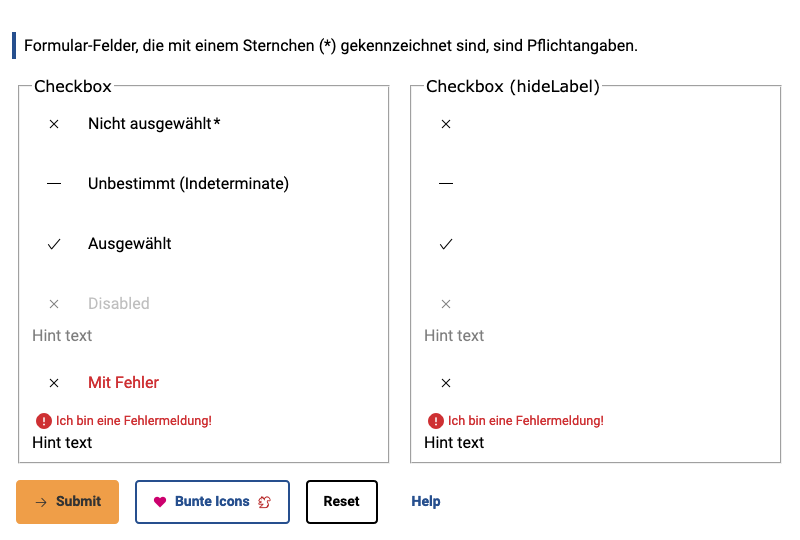 Formular-Felder, die mit einem Sternchen (*) gekennzeichnet sind, sind Pflichtangaben.
Checkbox
Nicht ausgewählt*
Unbestimmt (Indeterminate)
Ausgewählt
Disabled
Hint text
Mit Fehler
Ich bin eine Fehlermeldung!
Hint text
Checkbox (hideLabel)
Hint text
Ich bin eine Fehlermeldung!
Hint text
Submit
Bunte Icons
Reset
Help